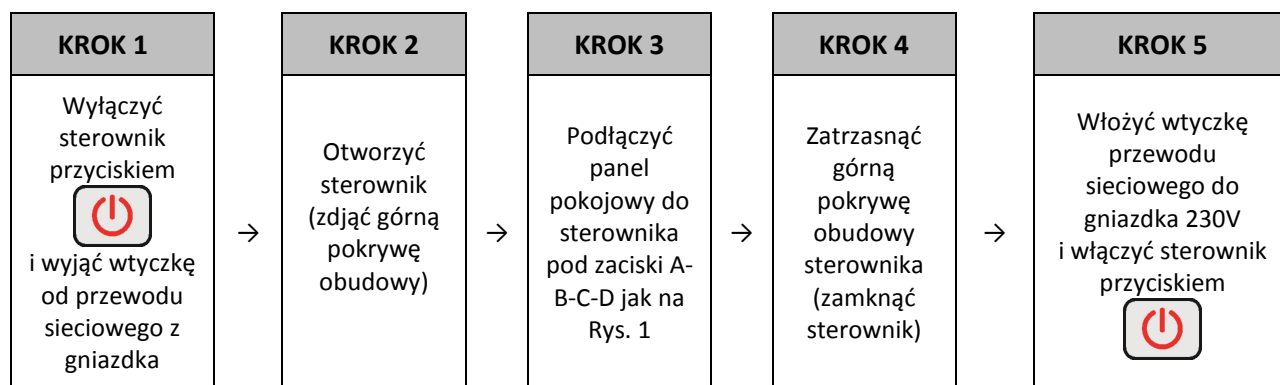 KROK 1
Wyłączyć
sterownik
przyciskiem
i wyjąć wtyczkę
od przewodu
sieciowego z
gniazdka
→
KROK 2
Otworzyć
sterownik
(zdjąć górną
pokrywę
obudowy)
→
KROK 3
Podłączyć
panel
pokojowy do
sterownika
pod zaciski A-
B-C-D jak na
Rys. 1
→
KROK 4
Zatrzasnąć
górną
pokrywę
obudowy
sterownika
(zamknąć
sterownik)
→
KROK 5
Włożyć wtyczkę
przewodu
sieciowego do
gniazdka 230V
i włączyć sterownik
przyciskiem